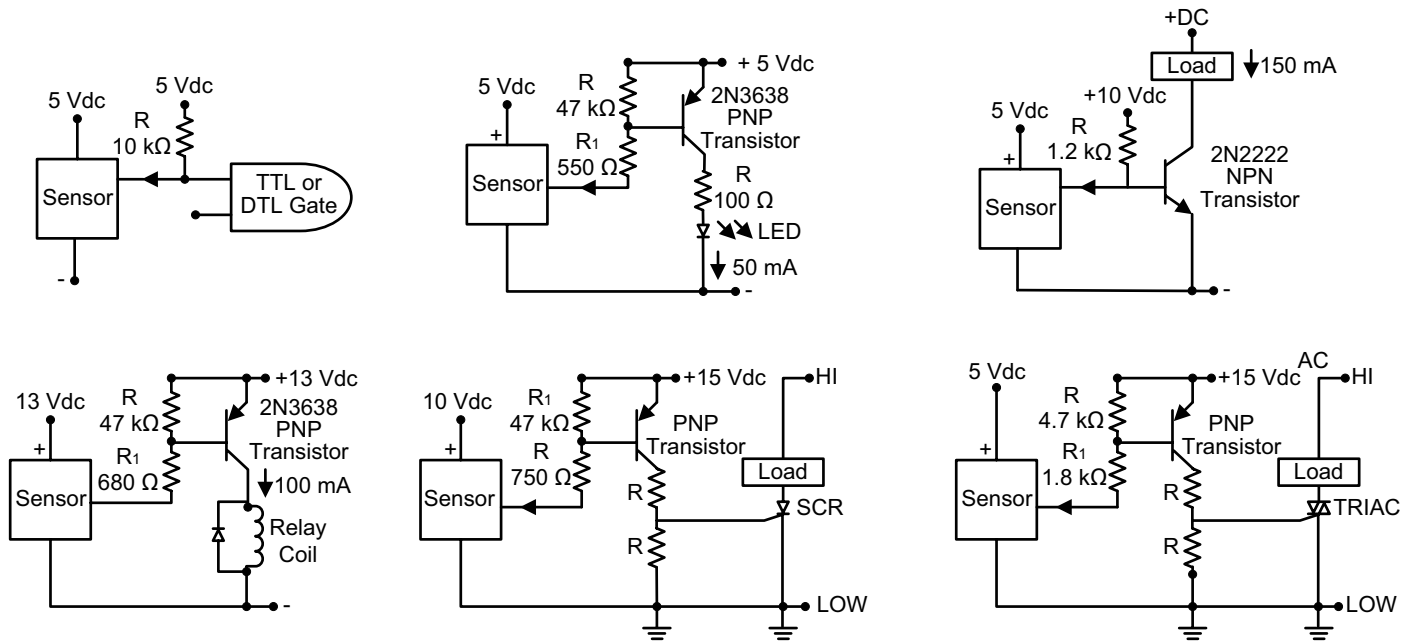 5 Vdc
5 Vdc
R
10 kΩ
Sensor
TTL or
DTL Gate
-
5 Vdc
+
Sensor
+ 5 Vdc
R
47 kΩ
R1
550 Ω
2N3638
PNP
Transistor
R
100 Ω
LED
50 mA
-
+DC
Load
150 mA
+10 Vdc
5 Vdc
+
R
1.2 kΩ
Sensor
2N2222
NPN
Transistor
-
13 Vdc
+
Sensor
+13 Vdc
R
47 kΩ
R1
680 Ω
2N3638
PNP
Transistor
100 mA
Relay
Coil
-
10 Vdc
+
Sensor
+15 Vdc
R1
47 kΩ
R
750 Ω
PNP
Transistor
R
R
HI
Load
SCR
LOW
5 Vdc
+
Sensor
+15 Vdc
R
4.7 kΩ
R1
1.8 kΩ
PNP
Transistor
R
R
AC
HI
Load
TRIAC
LOW